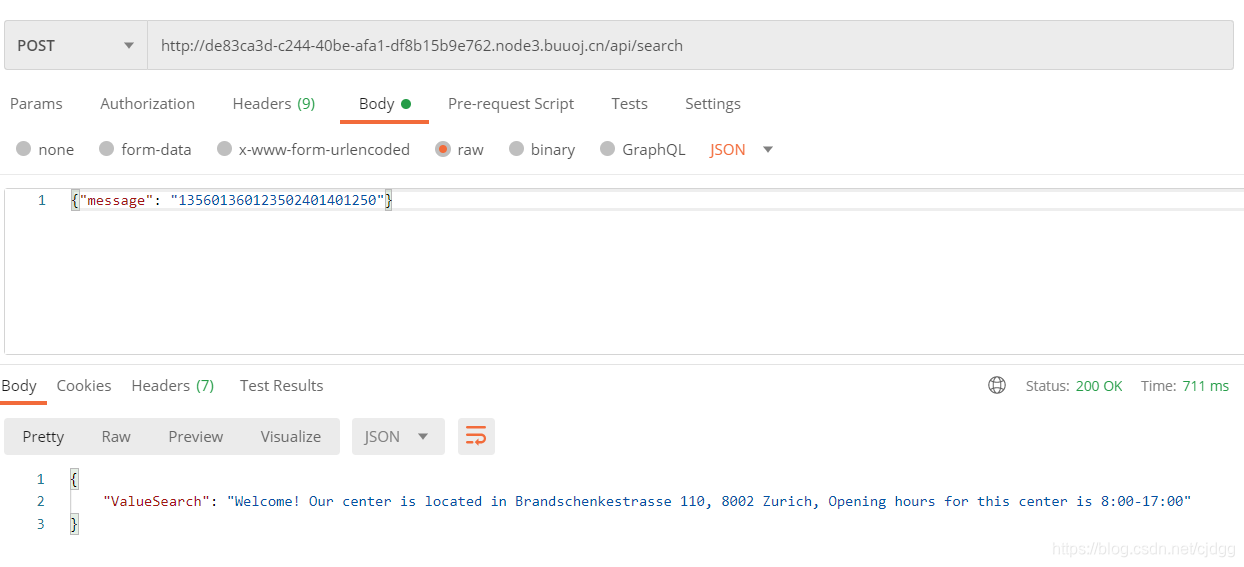 POST http://de83ca3d-c244-40be-afa1-df8b15b9e762.node3.buuoj.cn/api/search
Params Authorization Headers (9) Body Pre-request Script Tests Settings
none form-data x-www-form-urlencoded raw binary GraphQL JSON
1 {"message": "135601360123502401401250"}
Body Cookies Headers (7) Test Results Status: 200 OK Time: 711 ms
Pretty Raw Preview Visualize JSON
1 {
2 "ValueSearch": "Welcome! Our center is located in Brandschenkestrasse 110, 8002 Zurich, Opening hours for this center is 8:00-17:00"
3 }
https://blog.csdn.net/cjdgg